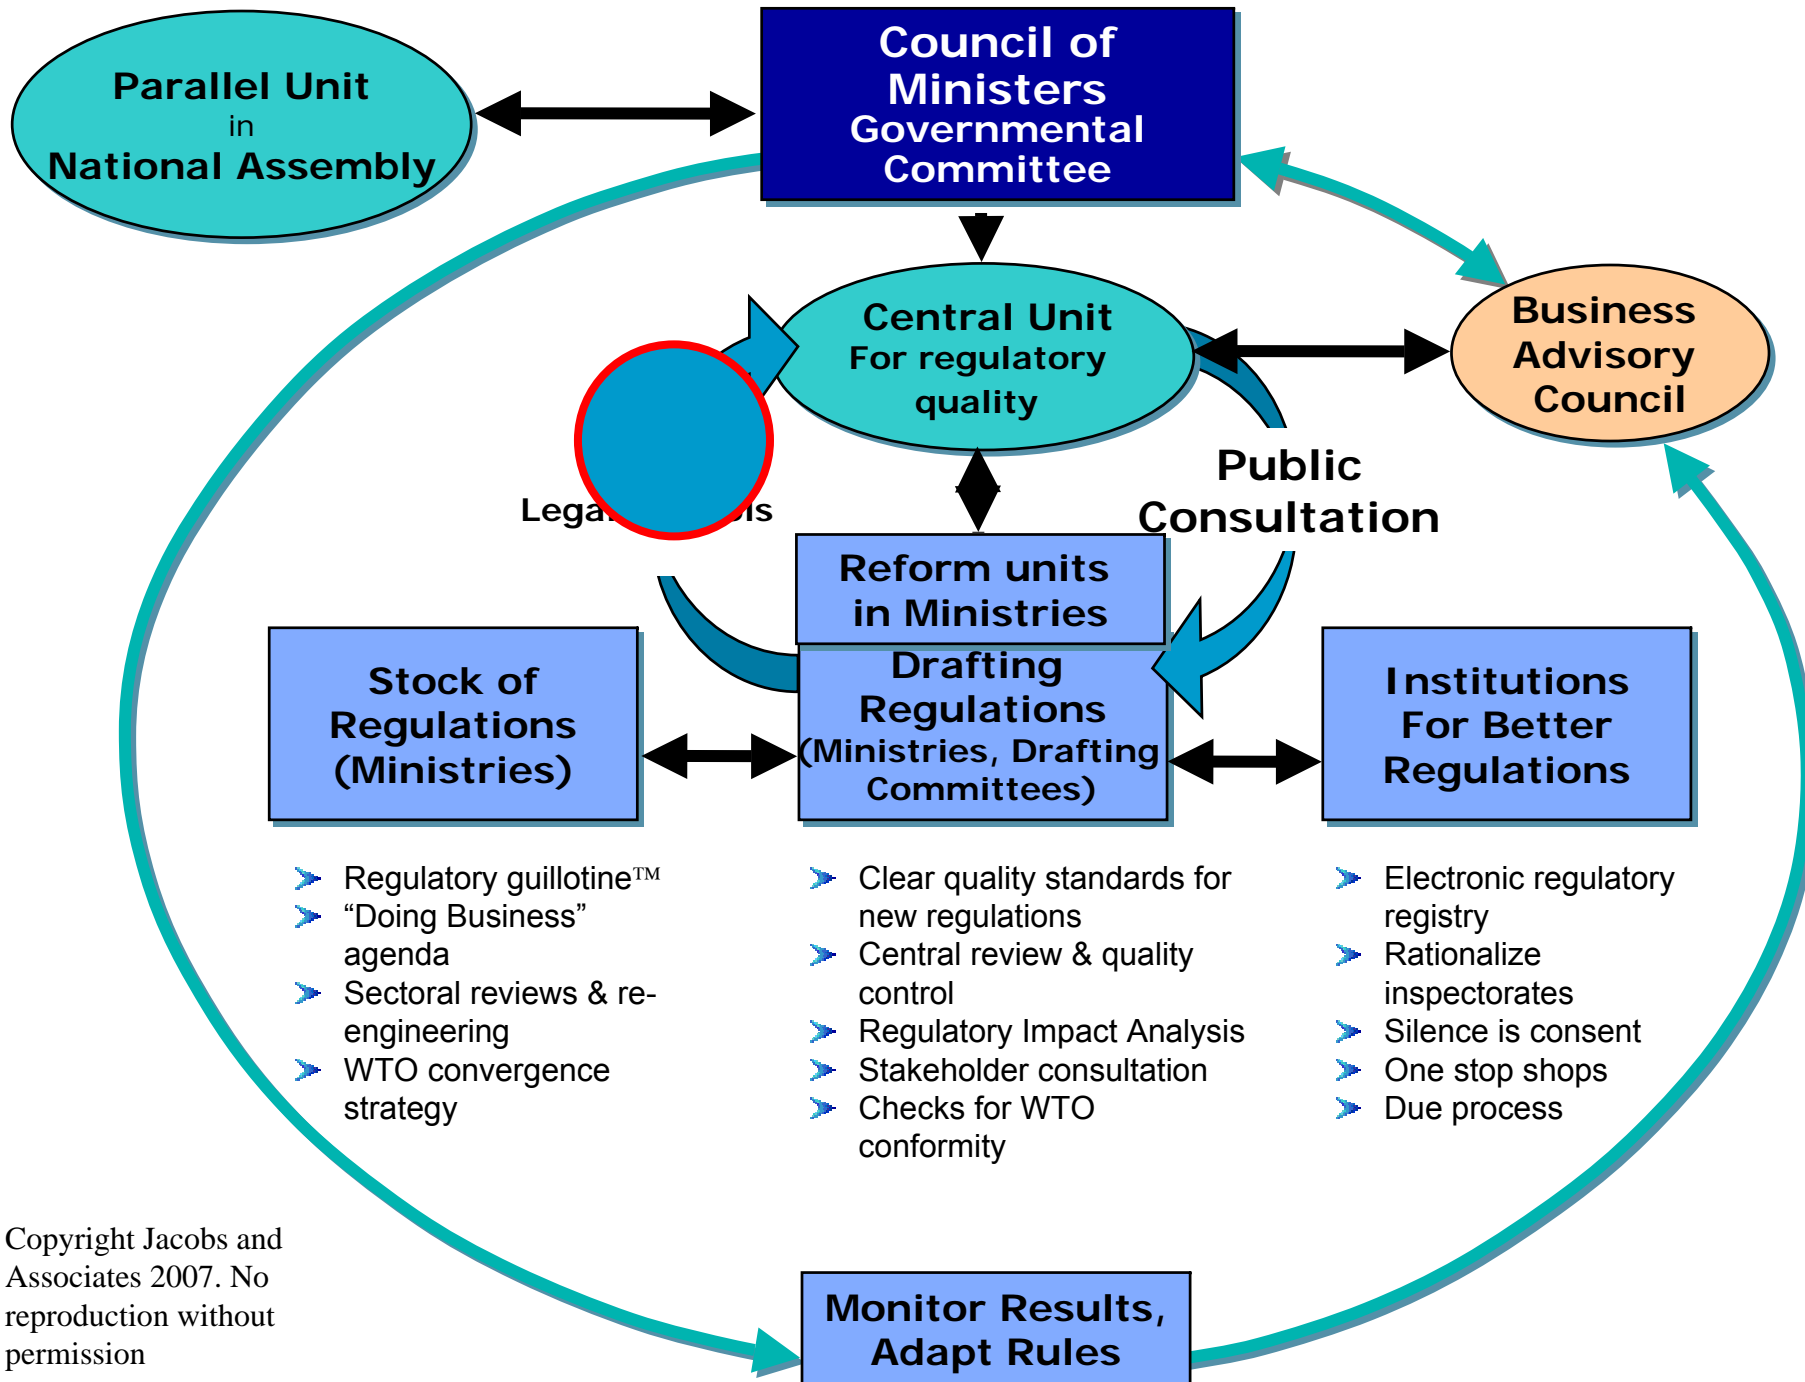 Parallel Unit
in
National Assembly
Council of
Ministers
Governmental
Committee
Central Unit
For regulatory
quality
Business
Advisory
Council
Public
Consultation
Reform units
in Ministries
Stock of
Regulations
(Ministries)
Drafting
Regulations
(Ministries, Drafting
Committees)
Institutions
For Better
Regulations
Regulatory guillotine™
“Doing Business”
agenda
Sectoral reviews & re-
engineering
WTO convergence
strategy
Clear quality standards for
new regulations
Central review & quality
control
Regulatory Impact Analysis
Stakeholder consultation
Checks for WTO
conformity
Electronic regulatory
registry
Rationalize
inspectorates
Silence is consent
One stop shops
Due process
Monitor Results,
Adapt Rules
Copyright Jacobs and
Associates 2007. No
reproduction without
permission